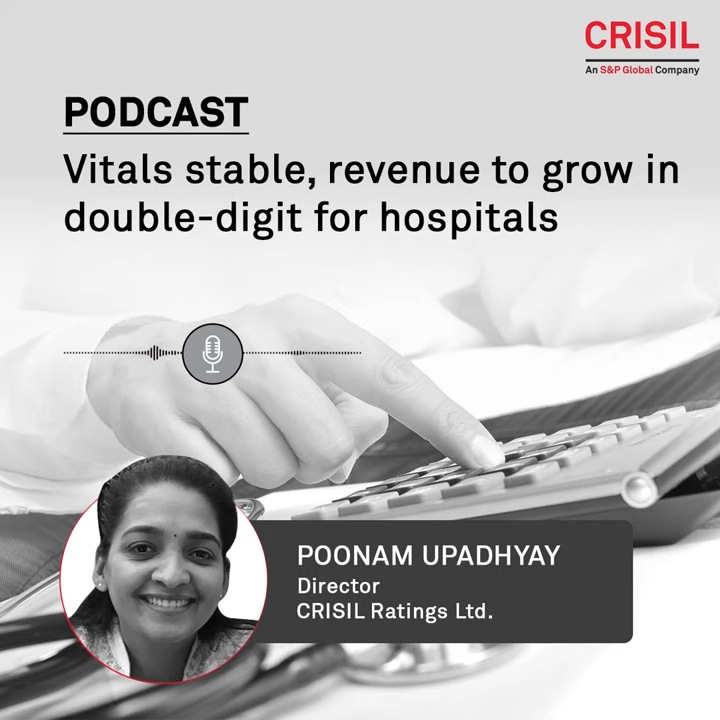 CRISIL
An S&P Global Company
PODCAST
Vitals stable, revenue to grow in
double-digit for hospitals
POONAM UPADHYAY
Director
CRISIL Ratings Ltd.